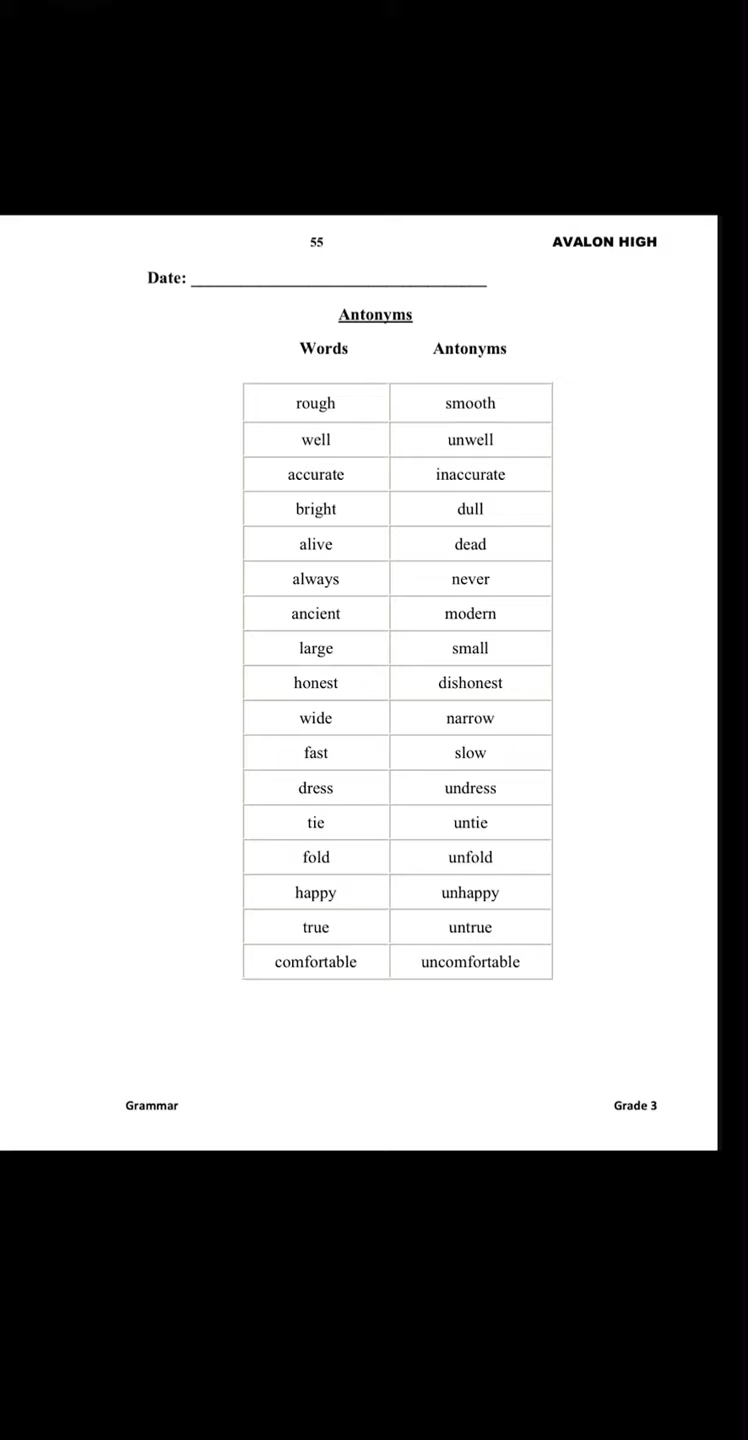 55 AVALON HIGH
Date: ___________________________________
Antonyms
Words Antonyms
rough smooth
well unwell
accurate inaccurate
bright dull
alive dead
always never
ancient modern
large small
honest dishonest
wide narrow
fast slow
dress undress
tie untie
fold unfold
happy unhappy
true untrue
comfortable uncomfortable
Grammar Grade 3